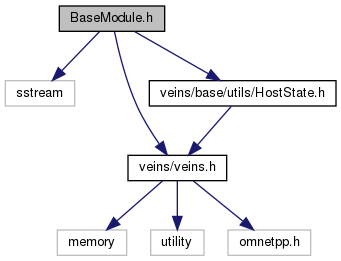 BaseModule.h
sstream
veins/base/utils/HostState.h
veins/veins.h
memory
utility
omnetpp.h